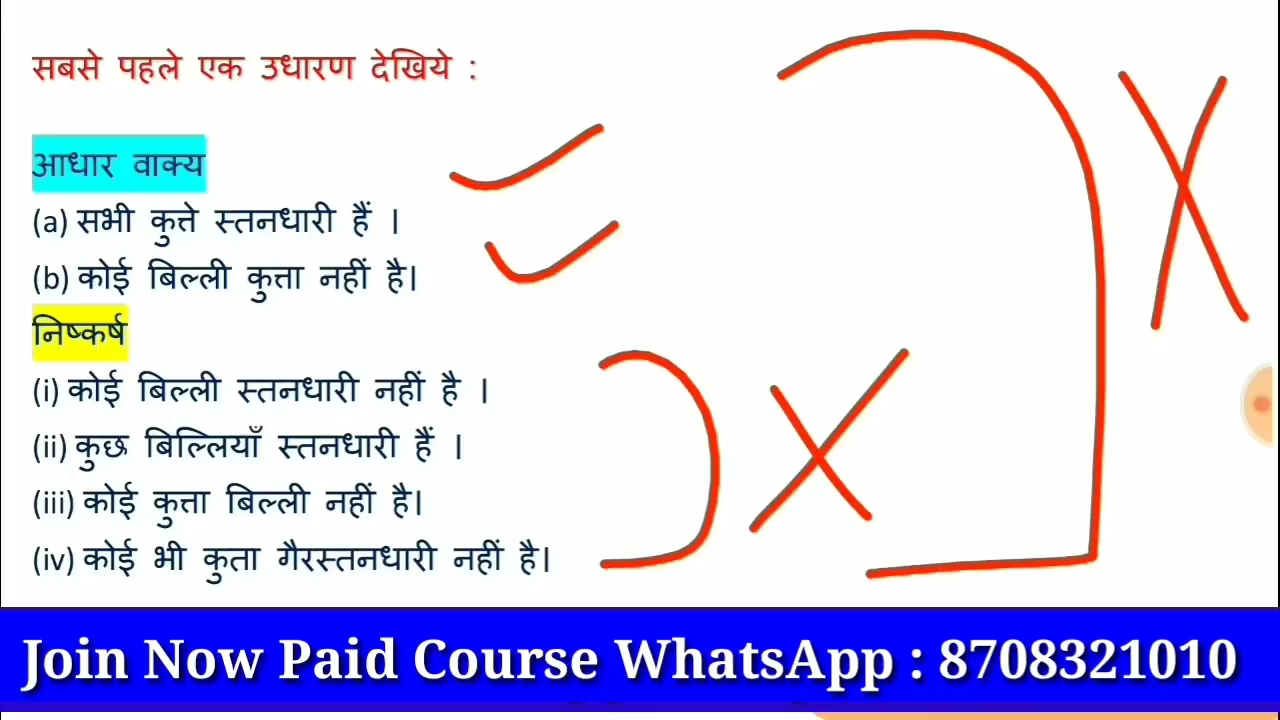 सबसे पहले एक उधारण देखिये :
आधार वाक्य
(a) सभी कुत्ते स्तनधारी हैं ।
(b) कोई बिल्ली कुत्ता नहीं है।
निष्कर्ष
(i) कोई बिल्ली स्तनधारी नहीं है ।
(ii) कुछ बिल्लियाँ स्तनधारी हैं ।
(iii) कोई कुत्ता बिल्ली नहीं है।
(iv) कोई भी कुता गैरस्तनधारी नहीं है।
Join Now Paid Course WhatsApp : 8708321010